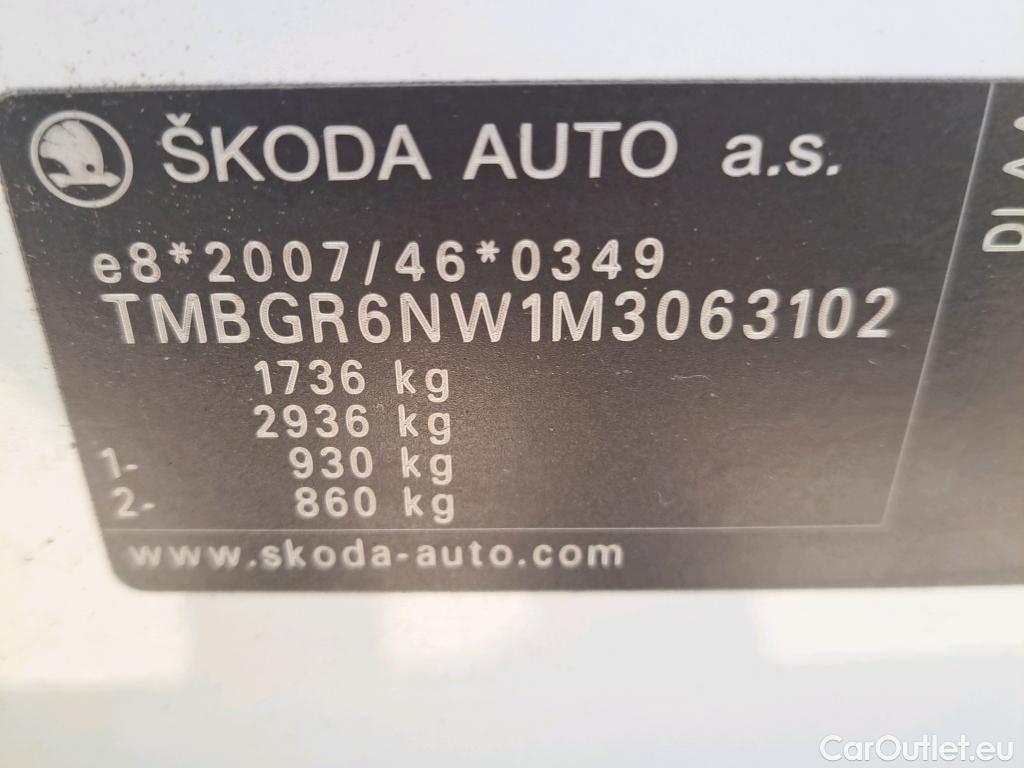 ŠKODA AUTO a.s.
e8*2007/46*0349
TMBGR6NW1M3063102
1736 kg
2936 kg
1- 930 kg
2- 860 kg
www.skoda-auto.com
CarOutlet.eu